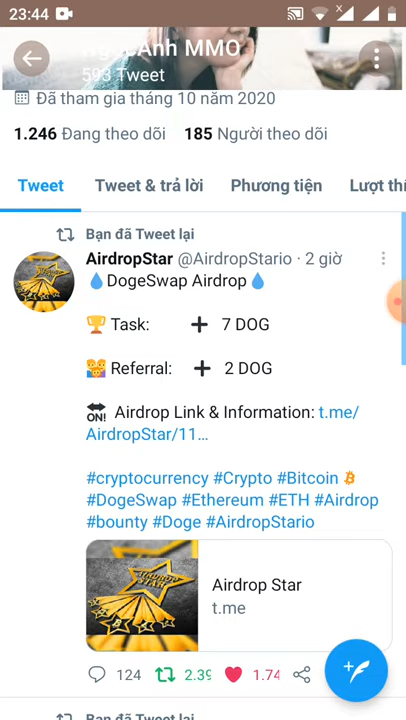 23:44
Anh MMO
593 Tweet
Đã tham gia tháng 10 năm 2020
1.246 Đang theo dõi 185 Người theo dõi
Tweet Tweet & trả lời Phương tiện Lượt thí
Bạn đã Tweet lại
AirdropStar @AirdropStario · 2 giờ
💧DogeSwap Airdrop💧
🏆 Task: ➕ 7 DOG
👫 Referral: ➕ 2 DOG
🔛 Airdrop Link & Information: t.me/
AirdropStar/11...
#cryptocurrency #Crypto #Bitcoin
#DogeSwap #Ethereum #ETH #Airdrop
#bounty #Doge #AirdropStario
AIRDROP
STAR
Airdrop Star
t.me
124 2.39 1.74
Bạn đã Tweet lại